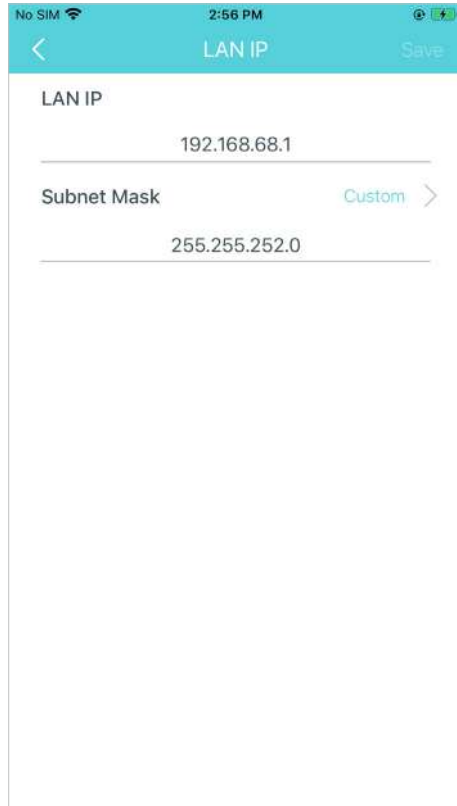 No SIM 2:56 PM
LAN IP Save
LAN IP
192.168.68.1
Subnet Mask Custom
255.255.252.0